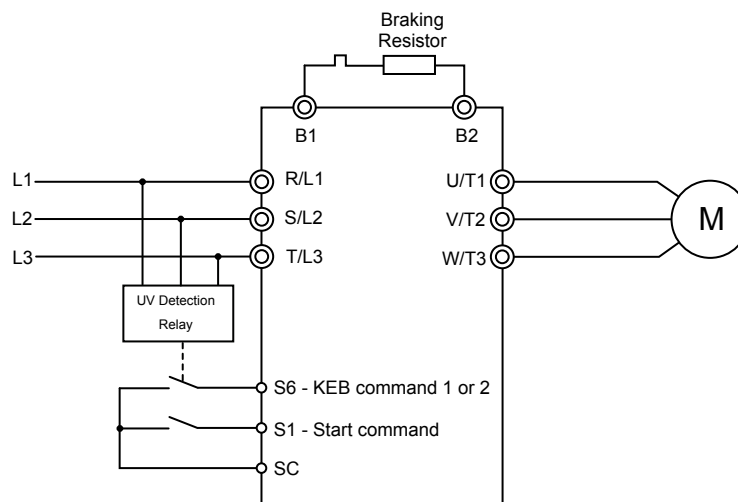 Braking
Resistor
B1
B2
L1
R/L1
U/T1
L2
S/L2
V/T2
M
L3
T/L3
W/T3
UV Detection
Relay
S6 - KEB command 1 or 2
S1 - Start command
SC